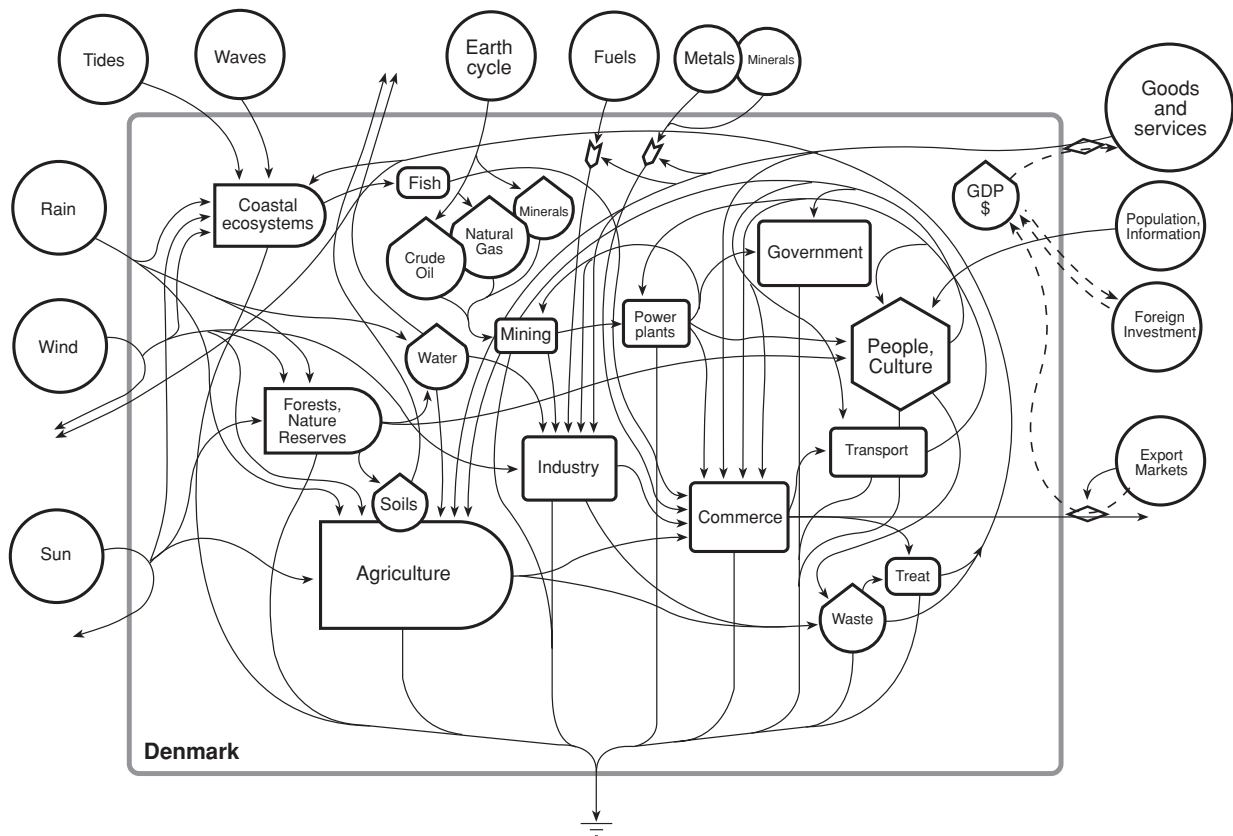 Tides
Waves
Earth
cycle
Fuels
Metals
Minerals
Goods
and
services
Rain
Coastal
ecosystems
Fish
Crude
Oil
Natural
Gas
Minerals
GDP
$
Population,
Information
Government
Wind
Water
Mining
Power
plants
People,
Culture
Foreign
Investment
Forests,
Nature
Reserves
Industry
Transport
Export
Markets
Sun
Soils
Agriculture
Commerce
Treat
Waste
Denmark